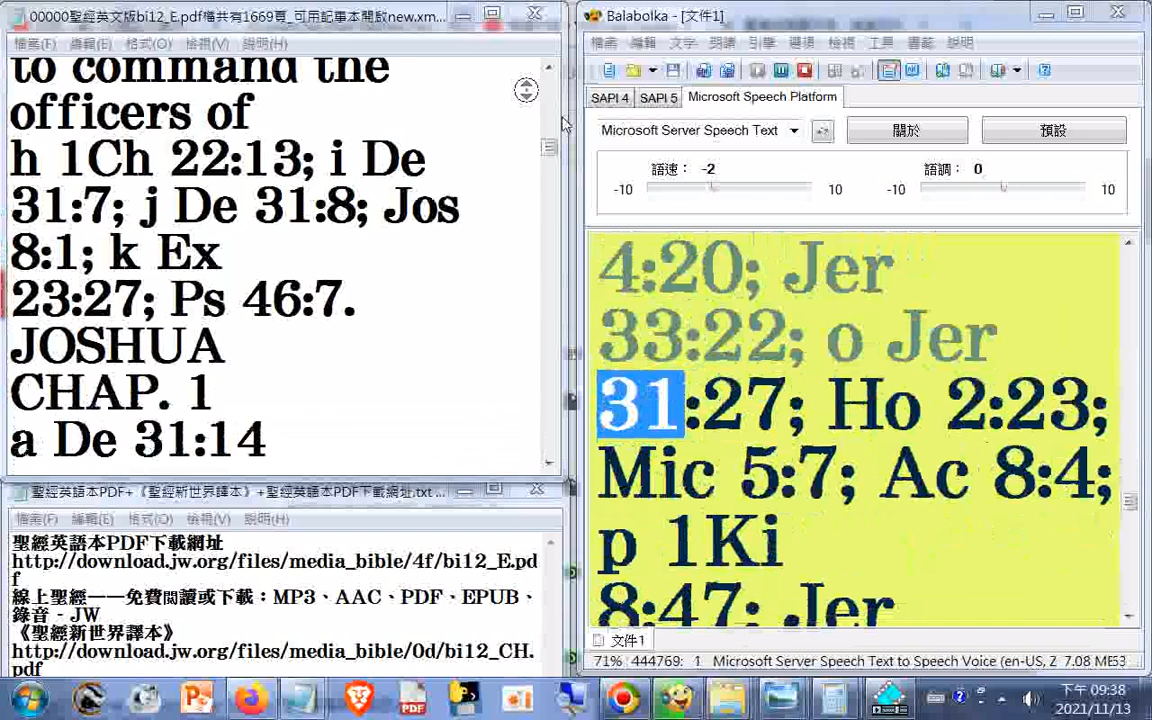 00000聖經英文版bi12_E.pdf檔共有1669頁_可用記事本開啟new.xm...
檔案(F) 編輯(E) 格式(O) 檢視(V) 說明(H)
to command the
officers of
h 1Ch 22:13; i De
31:7; j De 31:8; Jos
8:1; k Ex
23:27; Ps 46:7.
JOSHUA
CHAP. 1
a De 31:14
聖經英語本PDF+《聖經新世界譯本》+聖經英語本PDF下載網址.txt ...
檔案(F) 編輯(E) 格式(O) 檢視(V) 說明(H)
聖經英語本PDF下載網址
http://download.jw.org/files/media_bible/4f/bi12_E.pd
f
線上聖經——免費閱讀或下載：MP3、AAC、PDF、EPUB、
錄音 - JW
《聖經新世界譯本》
http://download.jw.org/files/media_bible/0d/bi12_CH.
pdf
Balabolka - [文件1]
檔案 編輯 文字 朗讀 引擎 選項 檢視 工具 書籤 說明
SAPI 4 SAPI 5 Microsoft Speech Platform
Microsoft Server Speech Text 關於 預設
語速： -2 語調： 0
-10 10 -10 10
4:20; Jer
33:22; o Jer
31:27; Ho 2:23;
Mic 5:7; Ac 8:4;
p 1Ki
8:47; Jer
文件1
71% 444769: 1 Microsoft Server Speech Text to Speech Voice (en-US, Z 7.08 ME53
PDF
下午 09:38
2021/11/13